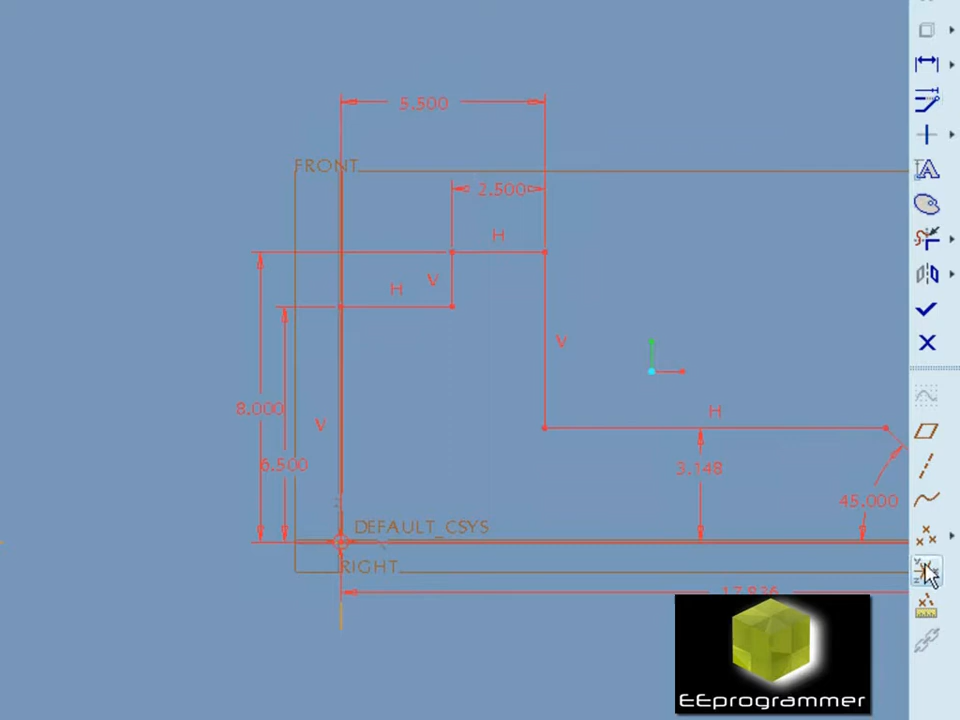 5.500
FRONT
2.500
H
H
V
V
H
8.000
V
6.500
3.148
45.000
DEFAULT_CSYS
RIGHT
EEprogrammer